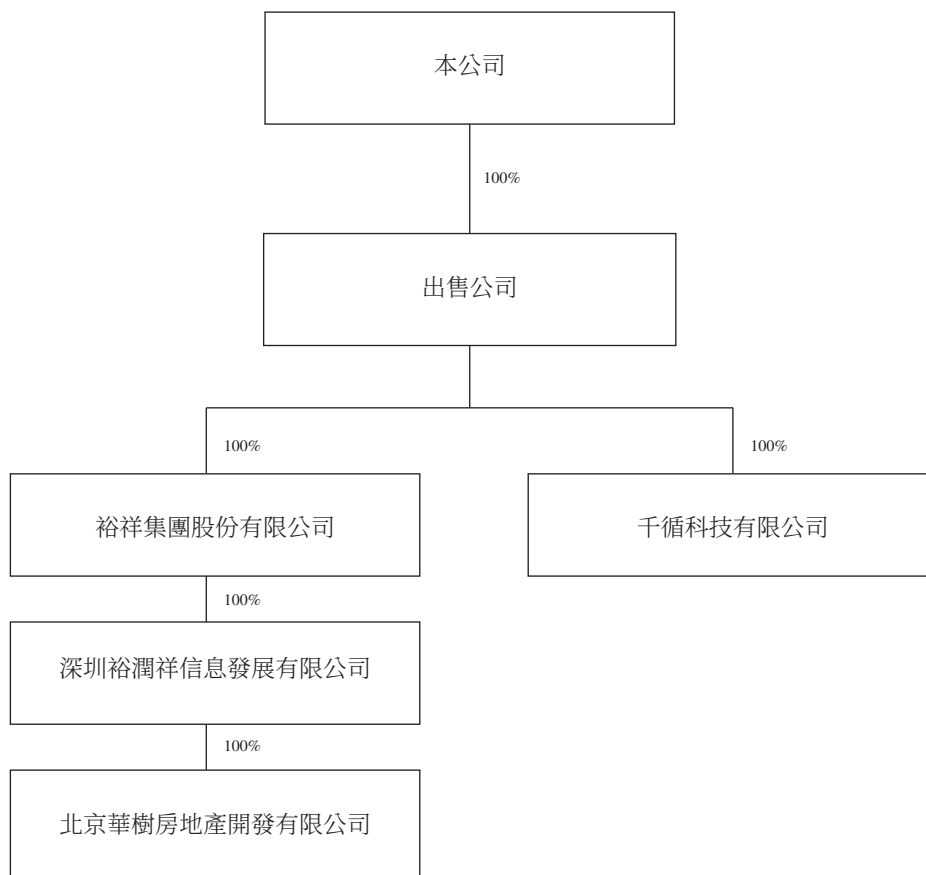 本公司
100%
出售公司
100%
100%
裕祥集團股份有限公司
千循科技有限公司
100%
深圳裕潤祥信息發展有限公司
100%
北京華樹房地產開發有限公司